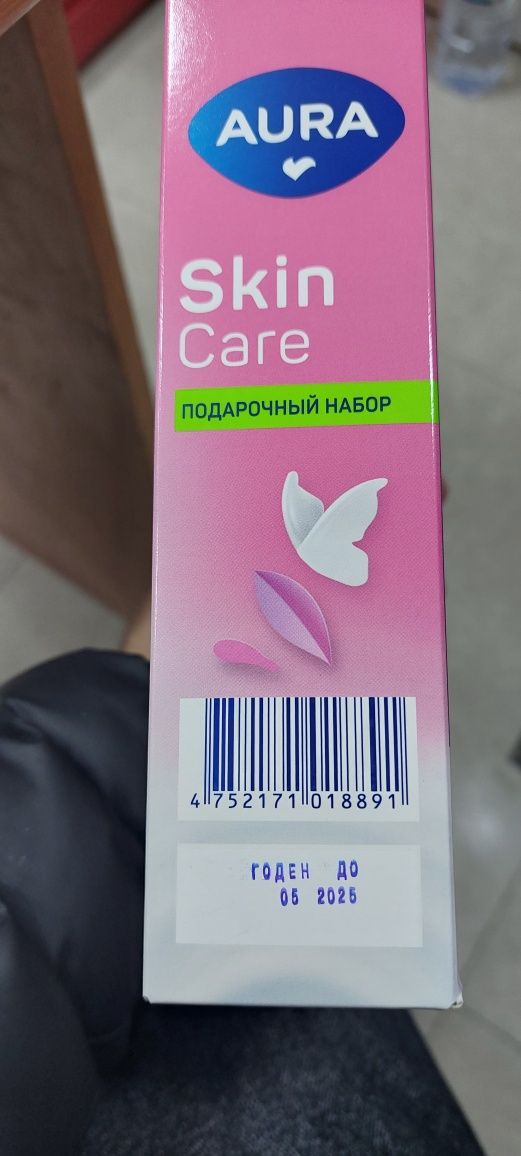 AURA
Skin
Care
ПОДАРОЧНЫЙ НАБОР
4 752171 018891
ГОДЕН ДО
05 2025